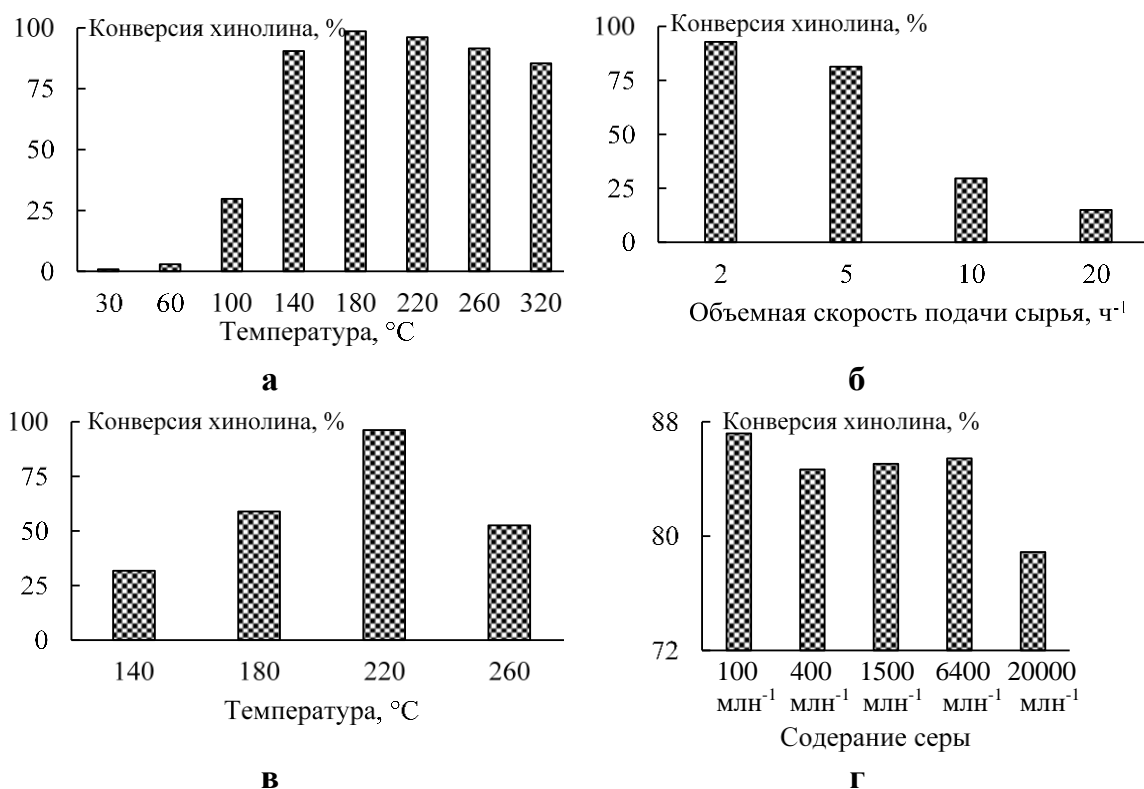 Конверсия хинолина, %
100
75
50
25
0
30 60 100 140 180 220 260 320
Температура, °C
а
Конверсия хинолина, %
100
75
50
25
0
2 5 10 20
Объемная скорость подачи сырья, ч-1
б
Конверсия хинолина, %
100
75
50
25
0
140 180 220 260
Температура, °C
в
Конверсия хинолина, %
88
80
72
100 400 1500 6400 20000
млн-1 млн-1 млн-1 млн-1 млн-1
Содерание серы
г